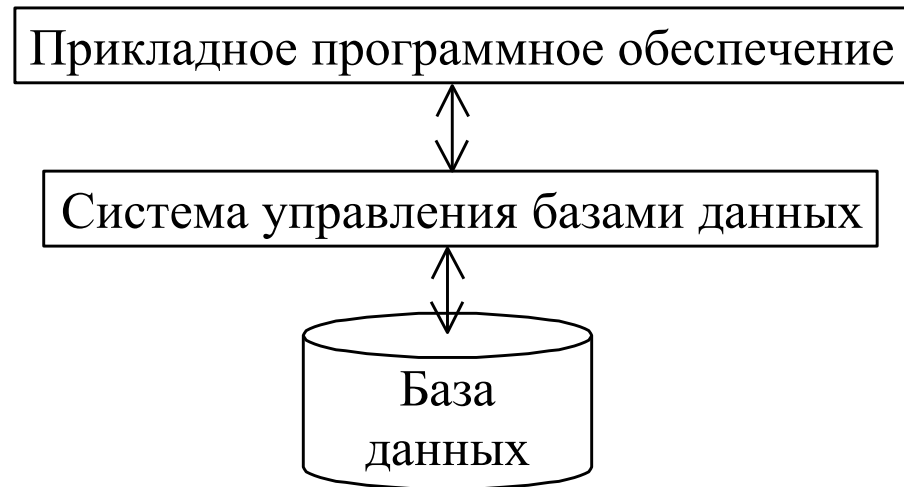 Прикладное программное обеспечение
Система управления базами данных
База
данных